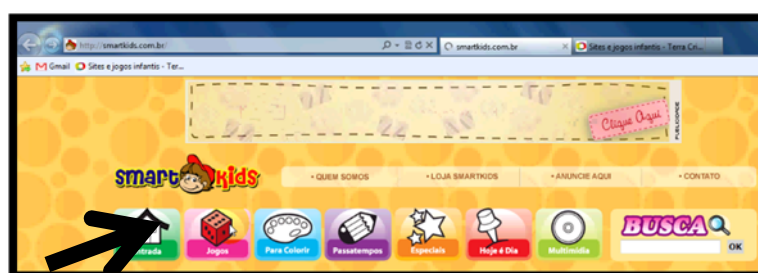 http://smartkids.com.br/
smartkids.com.br
Sites e jogos infantis - Terra Cri...
Gmail
Sites e jogos infantis - Ter...
Clique Aqui
PUBLICIDADE
smart Kids
• QUEM SOMOS
• LOJA SMARTKIDS
• ANUNCIE AQUI
• CONTATO
BUSCA
OK
Jogos
Para Colorir
Passatempos
Especiais
Hoje é Dia
Multimídia